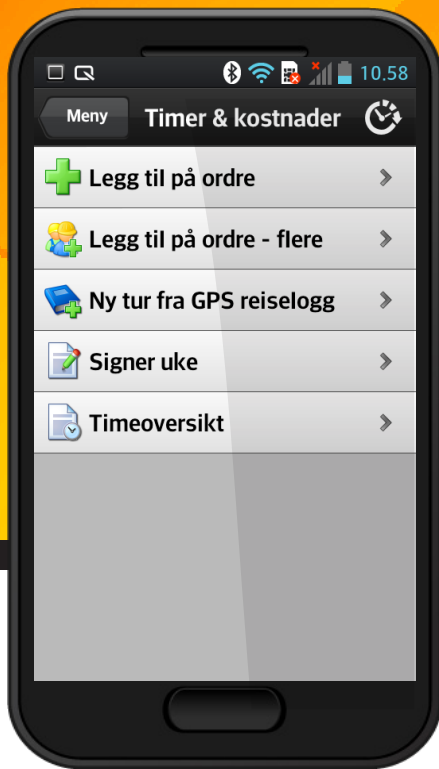 10.58
Meny Timer & kostnader
Legg til på ordre
Legg til på ordre - flere
Ny tur fra GPS reiselogg
Signer uke
Timeoversikt